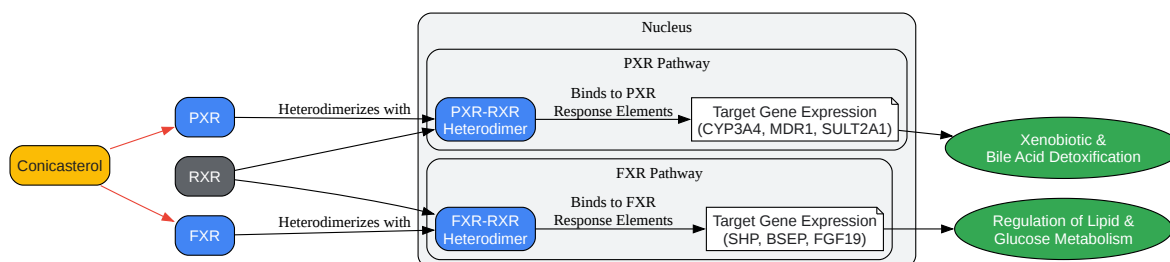 Nucleus
PXR Pathway
PXR
Heterodimerizes with
PXR-RXR
Heterodimer
Binds to PXR
Response Elements
Target Gene Expression
(CYP3A4, MDR1, SULT2A1)
Xenobiotic &
Bile Acid Detoxification
Conicasterol
RXR
FXR Pathway
FXR
Heterodimerizes with
FXR-RXR
Heterodimer
Binds to FXR
Response Elements
Target Gene Expression
(SHP, BSEP, FGF19)
Regulation of Lipid &
Glucose Metabolism